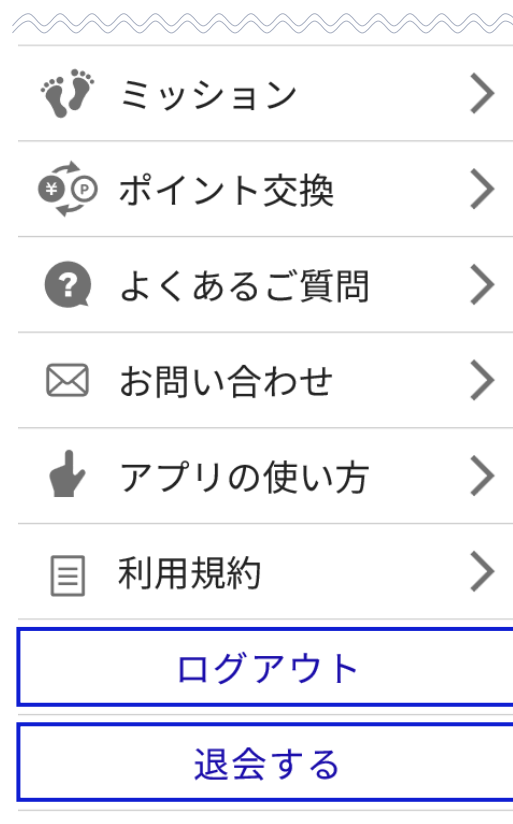 ミッション
¥ P ポイント交換
? よくあるご質問
お問い合わせ
アプリの使い方
利用規約
ログアウト
退会する